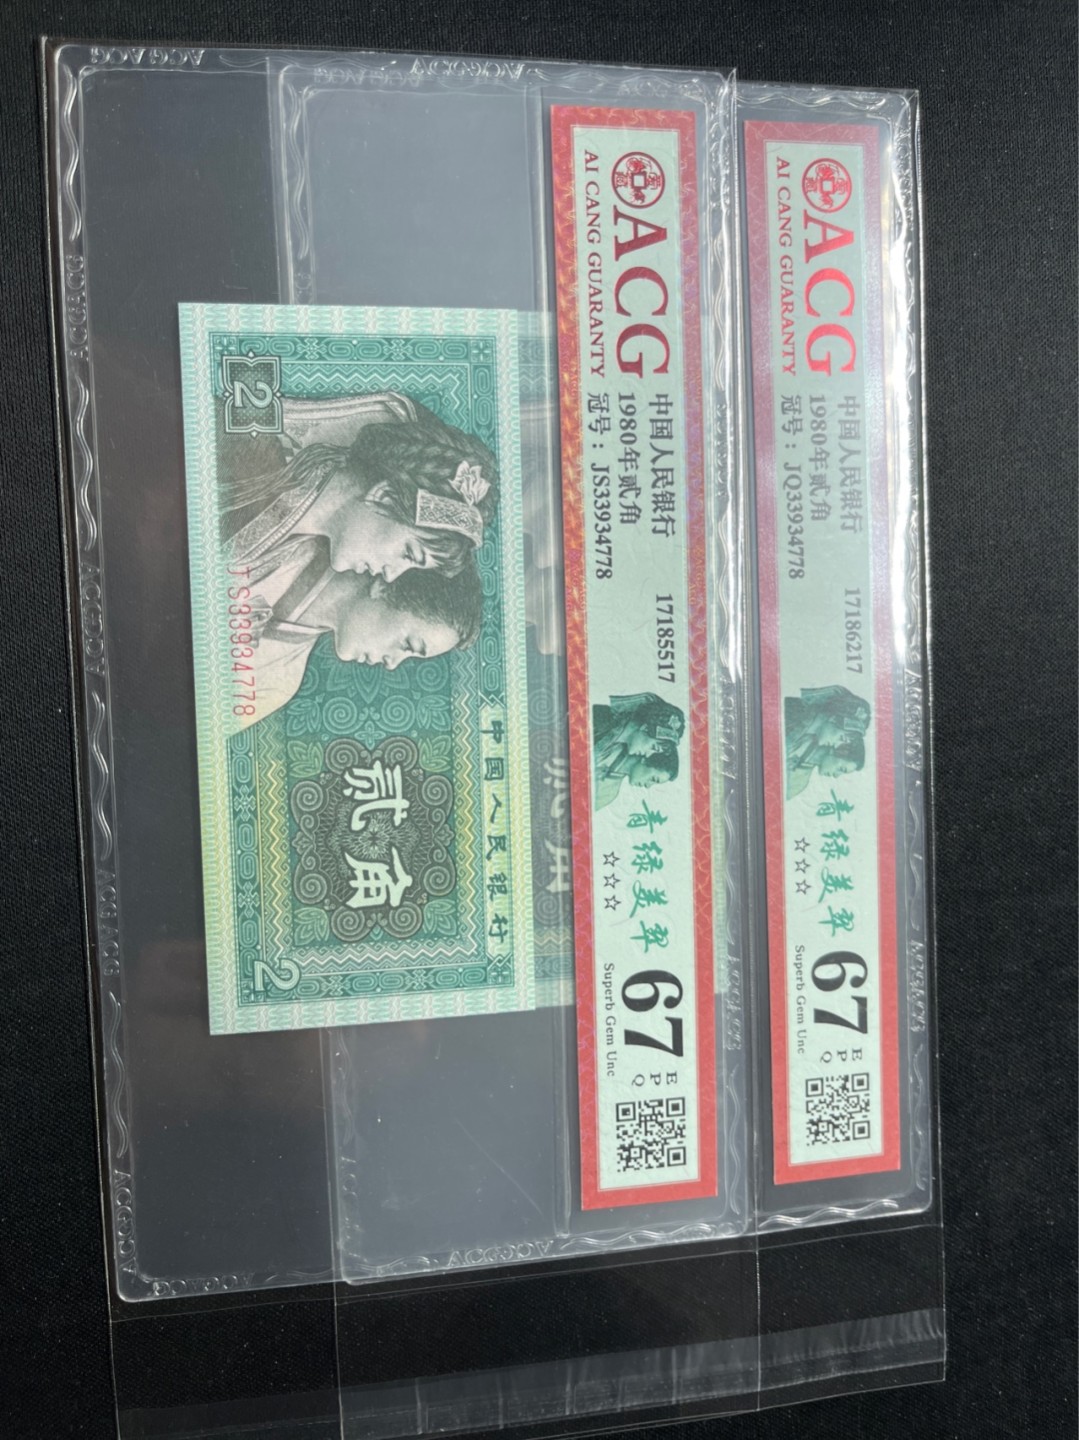 ACG
AI CANG GUARANTY
中国人民银行 17186217
1980年贰角
冠号：JQ33934778
青绿美翠
☆☆☆
67 EPQ
Superb Gem Unc
ACG
AI CANG GUARANTY
中国人民银行 17185517
1980年贰角
冠号：JS33934778
青绿美翠
☆☆☆
67 EPQ
Superb Gem Unc
中国人民银行
贰角
2
2
JS33934778
贰角